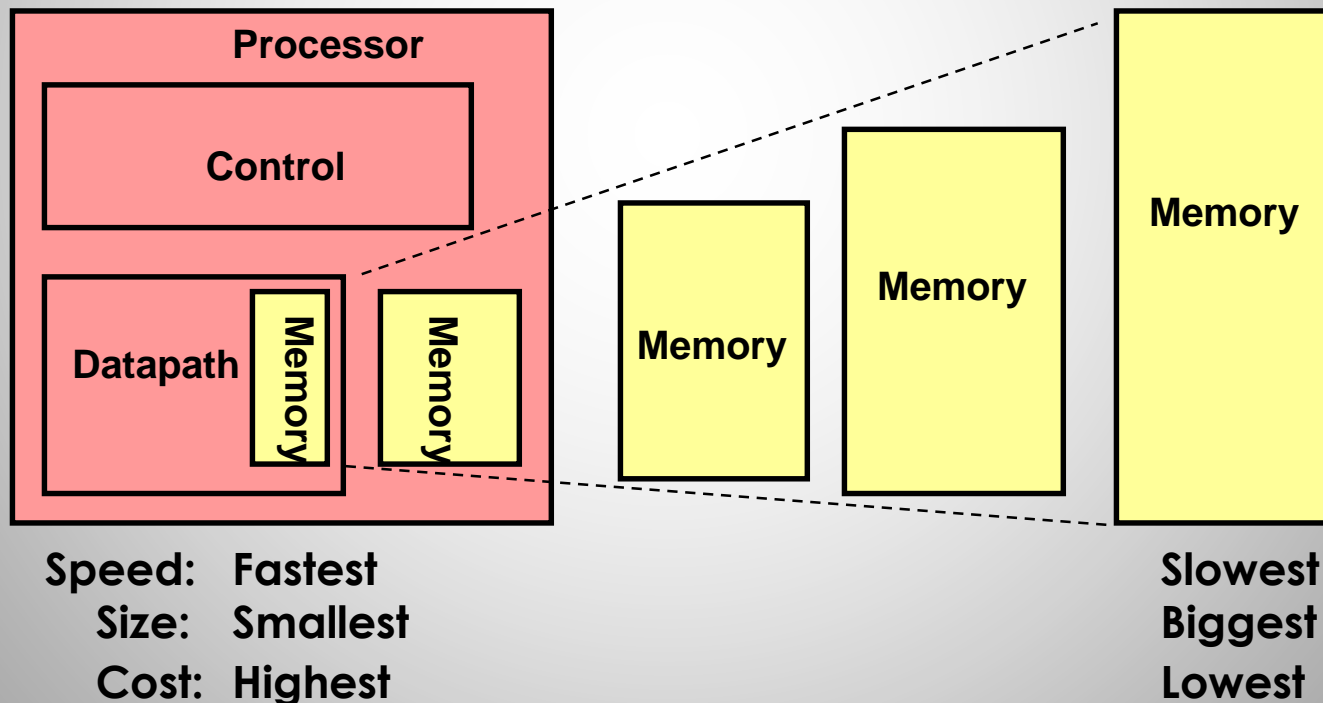 Processor
Control
Datapath
Memory
Memory
Memory
Memory
Memory
Speed: Fastest
Slowest
Size: Smallest
Biggest
Cost: Highest
Lowest